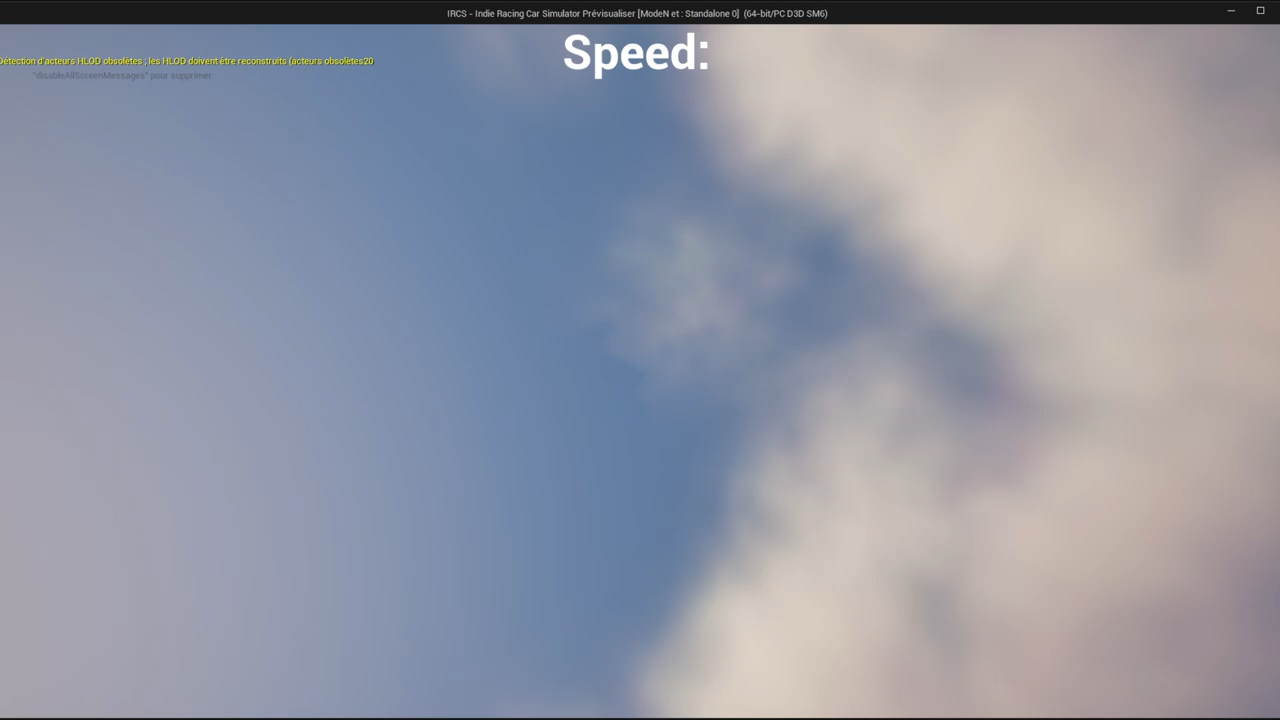 IRCS - Indie Racing Car Simulator Prévisualiser [ModeN et : Standalone 0] (64-bit/PC D3D SM6)
Speed:
Détection d'acteurs HLOD obsolètes ; les HLOD doivent être reconstruits (acteurs obsolètes20
"disableAllScreenMessages" pour supprimer